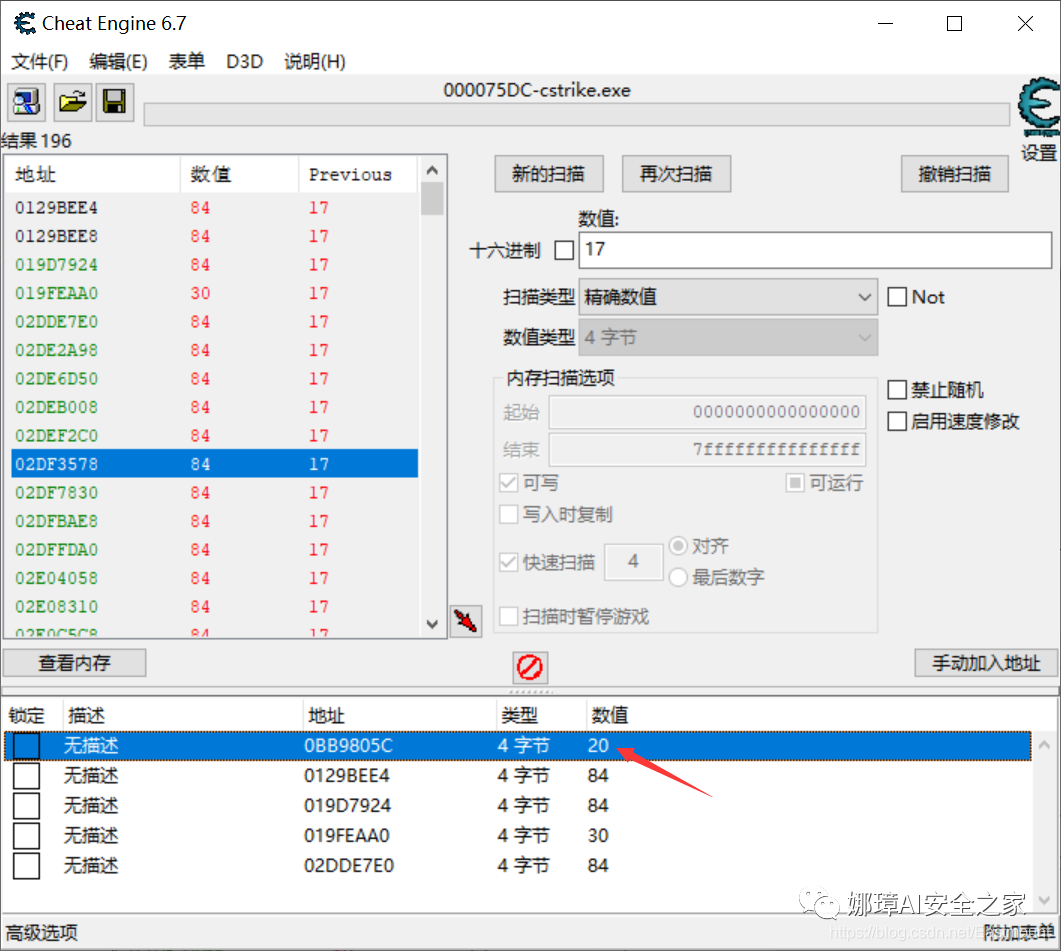 Cheat Engine 6.7
文件(F) 编辑(E) 表单 D3D 说明(H)
000075DC-cstrike.exe
设置
结果 196
地址 数值 Previous
0129BEE4 84 17
0129BEE8 84 17
019D7924 84 17
019FEAA0 30 17
02DDE7E0 84 17
02DE2A98 84 17
02DE6D50 84 17
02DEB008 84 17
02DEF2C0 84 17
02DF3578 84 17
02DF7830 84 17
02DFBAE8 84 17
02DFFDA0 84 17
02E04058 84 17
02E08310 84 17
02E0C5C8 84 17
新的扫描 再次扫描 撤销扫描
数值:
十六进制 17
扫描类型 精确数值 Not
数值类型 4 字节
内存扫描选项
起始 0000000000000000
结束 7fffffffffffffff
可写 可运行
写入时复制
快速扫描 4 对齐
最后数字
扫描时暂停游戏
禁止随机
启用速度修改
查看内存 手动加入地址
锁定 描述 地址 类型 数值
无描述 0BB9805C 4 字节 20
无描述 0129BEE4 4 字节 84
无描述 019D7924 4 字节 84
无描述 019FEAA0 4 字节 30
无描述 02DDE7E0 4 字节 84
娜璋AI安全之家
高级选项 附加表单